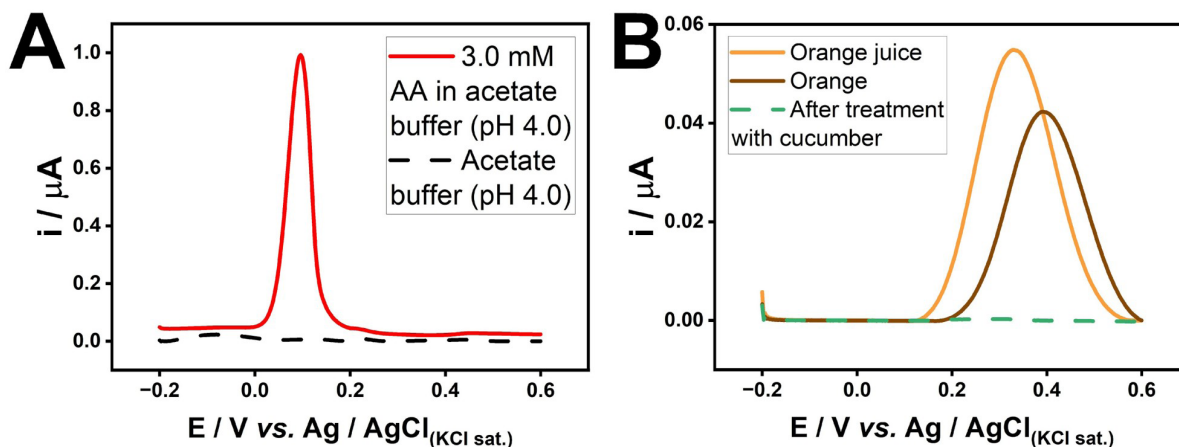 A
1.0
0.8
0.6
0.4
0.2
0.0
i / μA
3.0 mM
AA in acetate
buffer (pH 4.0)
Acetate
buffer (pH 4.0)
−0.2 0.0 0.2 0.4 0.6
E / V vs. Ag / AgCl(KCl sat.)
B
0.06
0.04
0.02
0.00
i / μA
Orange juice
Orange
After treatment
with cucumber
−0.2 0.0 0.2 0.4 0.6
E / V vs. Ag / AgCl(KCl sat.)